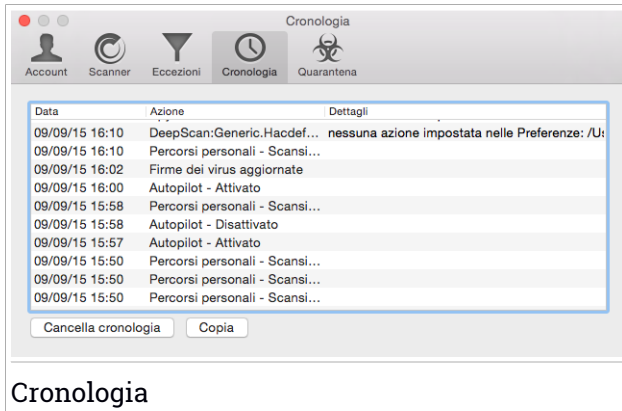 Cronologia
Account Scanner Eccezioni Cronologia Quarantena
Data Azione Dettagli
09/09/15 16:10 DeepScan:Generic.Hacdef... nessuna azione impostata nelle Preferenze: /Us
09/09/15 16:10 Percorsi personali - Scansi...
09/09/15 16:02 Firme dei virus aggiornate
09/09/15 16:00 Autopilot - Attivato
09/09/15 15:58 Percorsi personali - Scansi...
09/09/15 15:58 Autopilot - Disattivato
09/09/15 15:57 Autopilot - Attivato
09/09/15 15:50 Percorsi personali - Scansi...
09/09/15 15:50 Percorsi personali - Scansi...
09/09/15 15:50 Percorsi personali - Scansi...
Cancella cronologia Copia
Cronologia